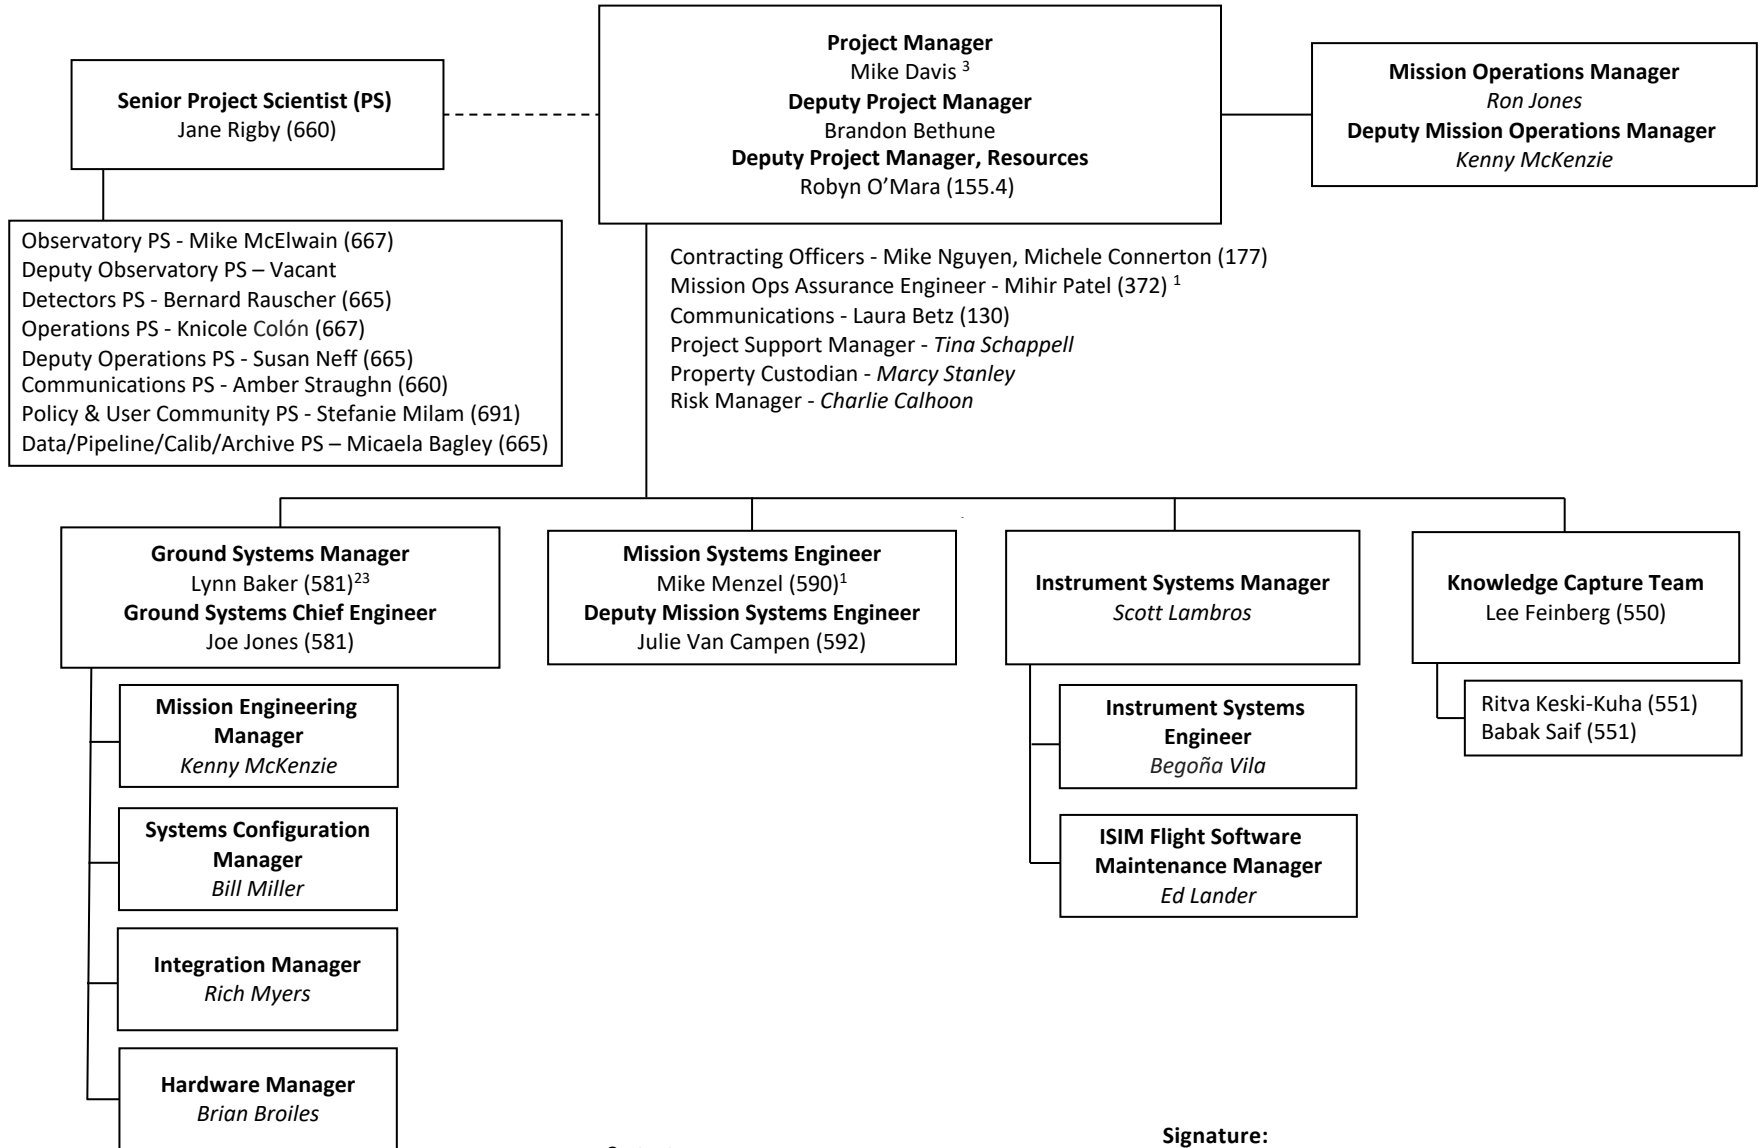 Project Manager
Mike Davis 3
Deputy Project Manager
Brandon Bethune
Deputy Project Manager, Resources
Robyn O’Mara (155.4)
Senior Project Scientist (PS)
Jane Rigby (660)
Mission Operations Manager
Ron Jones
Deputy Mission Operations Manager
Kenny McKenzie
Observatory PS - Mike McElwain (667)
Deputy Observatory PS – Vacant
Detectors PS - Bernard Rauscher (665)
Operations PS - Knicole Colón (667)
Deputy Operations PS - Susan Neff (665)
Communications PS - Amber Straughn (660)
Policy & User Community PS - Stefanie Milam (691)
Data/Pipeline/Calib/Archive PS – Micaela Bagley (665)
Contracting Officers - Mike Nguyen, Michele Connerton (177)
Mission Ops Assurance Engineer - Mihir Patel (372) 1
Communications - Laura Betz (130)
Project Support Manager - Tina Schappell
Property Custodian - Marcy Stanley
Risk Manager - Charlie Calhoon
Ground Systems Manager
Lynn Baker (581)23
Ground Systems Chief Engineer
Joe Jones (581)
Mission Systems Engineer
Mike Menzel (590)1
Deputy Mission Systems Engineer
Julie Van Campen (592)
Instrument Systems Manager
Scott Lambros
Knowledge Capture Team
Lee Feinberg (550)
Mission Engineering
Manager
Kenny McKenzie
Systems Configuration
Manager
Bill Miller
Integration Manager
Rich Myers
Hardware Manager
Brian Broiles
Instrument Systems
Engineer
Begoña Vila
ISIM Flight Software
Maintenance Manager
Ed Lander
Ritva Keski-Kuha (551)
Babak Saif (551)
Signature: